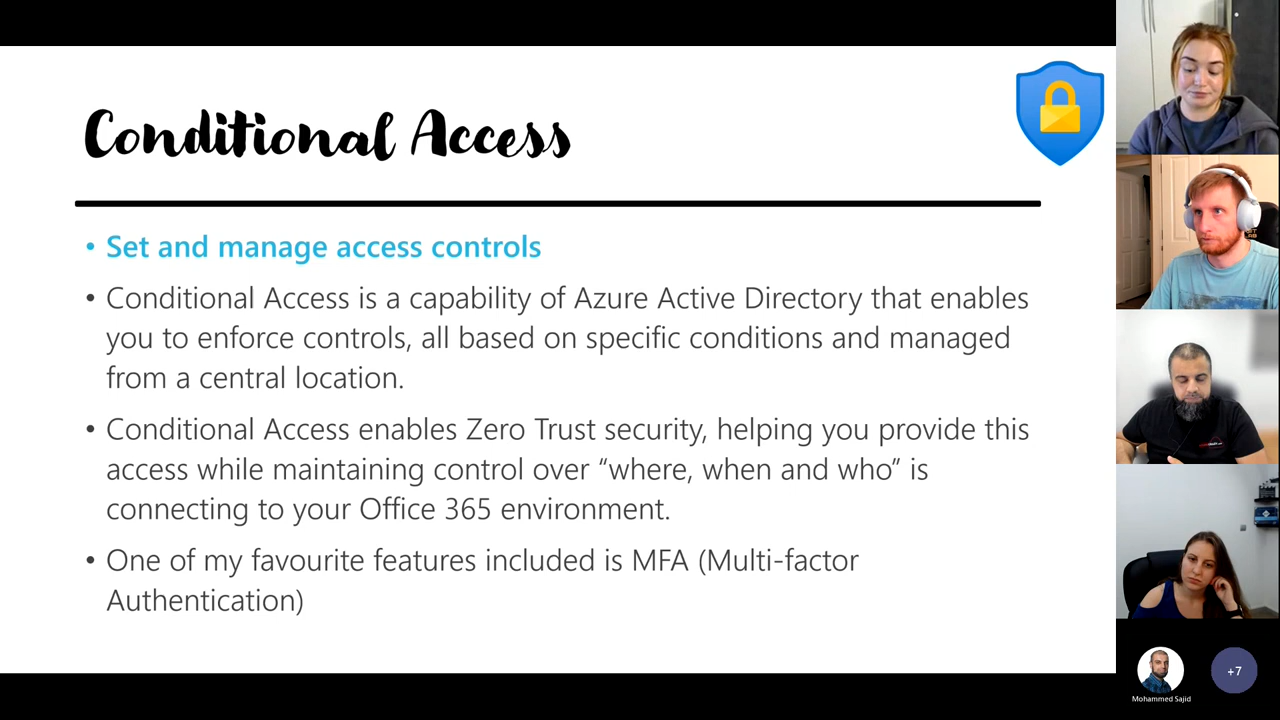 Conditional Access
• Set and manage access controls
• Conditional Access is a capability of Azure Active Directory that enables
you to enforce controls, all based on specific conditions and managed
from a central location.
• Conditional Access enables Zero Trust security, helping you provide this
access while maintaining control over “where, when and who” is
connecting to your Office 365 environment.
• One of my favourite features included is MFA (Multi-factor
Authentication)
Mohammed Sajid
+7